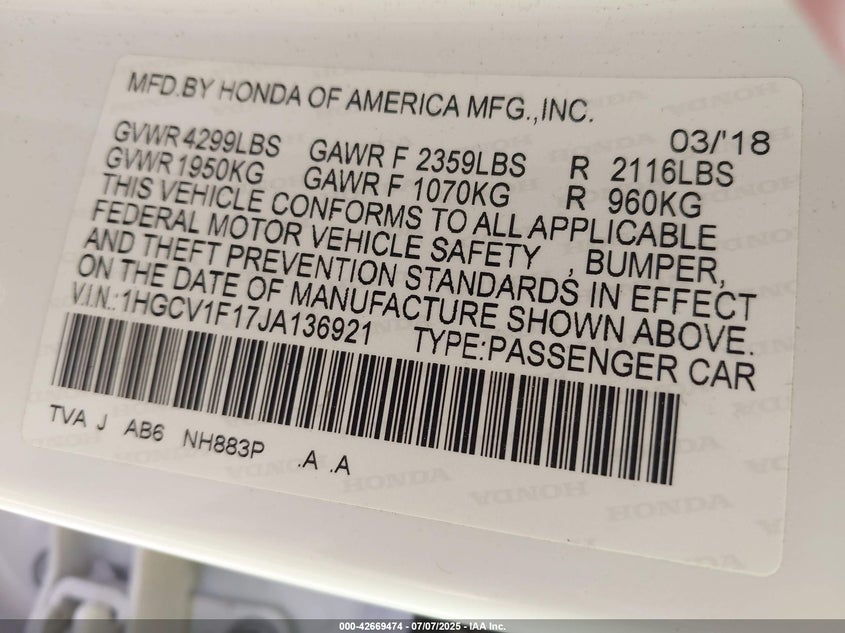 MFD.BY HONDA OF AMERICA MFG.,INC.
03/'18
GVWR 4299LBS GAWR F 2359LBS R 2116LBS
GVWR 1950KG GAWR F 1070KG R 960KG
THIS VEHICLE CONFORMS TO ALL APPLICABLE
FEDERAL MOTOR VEHICLE SAFETY , BUMPER,
AND THEFT PREVENTION STANDARDS IN EFFECT
ON THE DATE OF MANUFACTURE SHOWN ABOVE.
V.I.N.:1HGCV1F17JA136921 TYPE:PASSENGER CAR
TVA J AB6 NH883P .A .A
HONDA HONDA HONDA
000-42669474 / 07/07/2025 - IAA Inc.